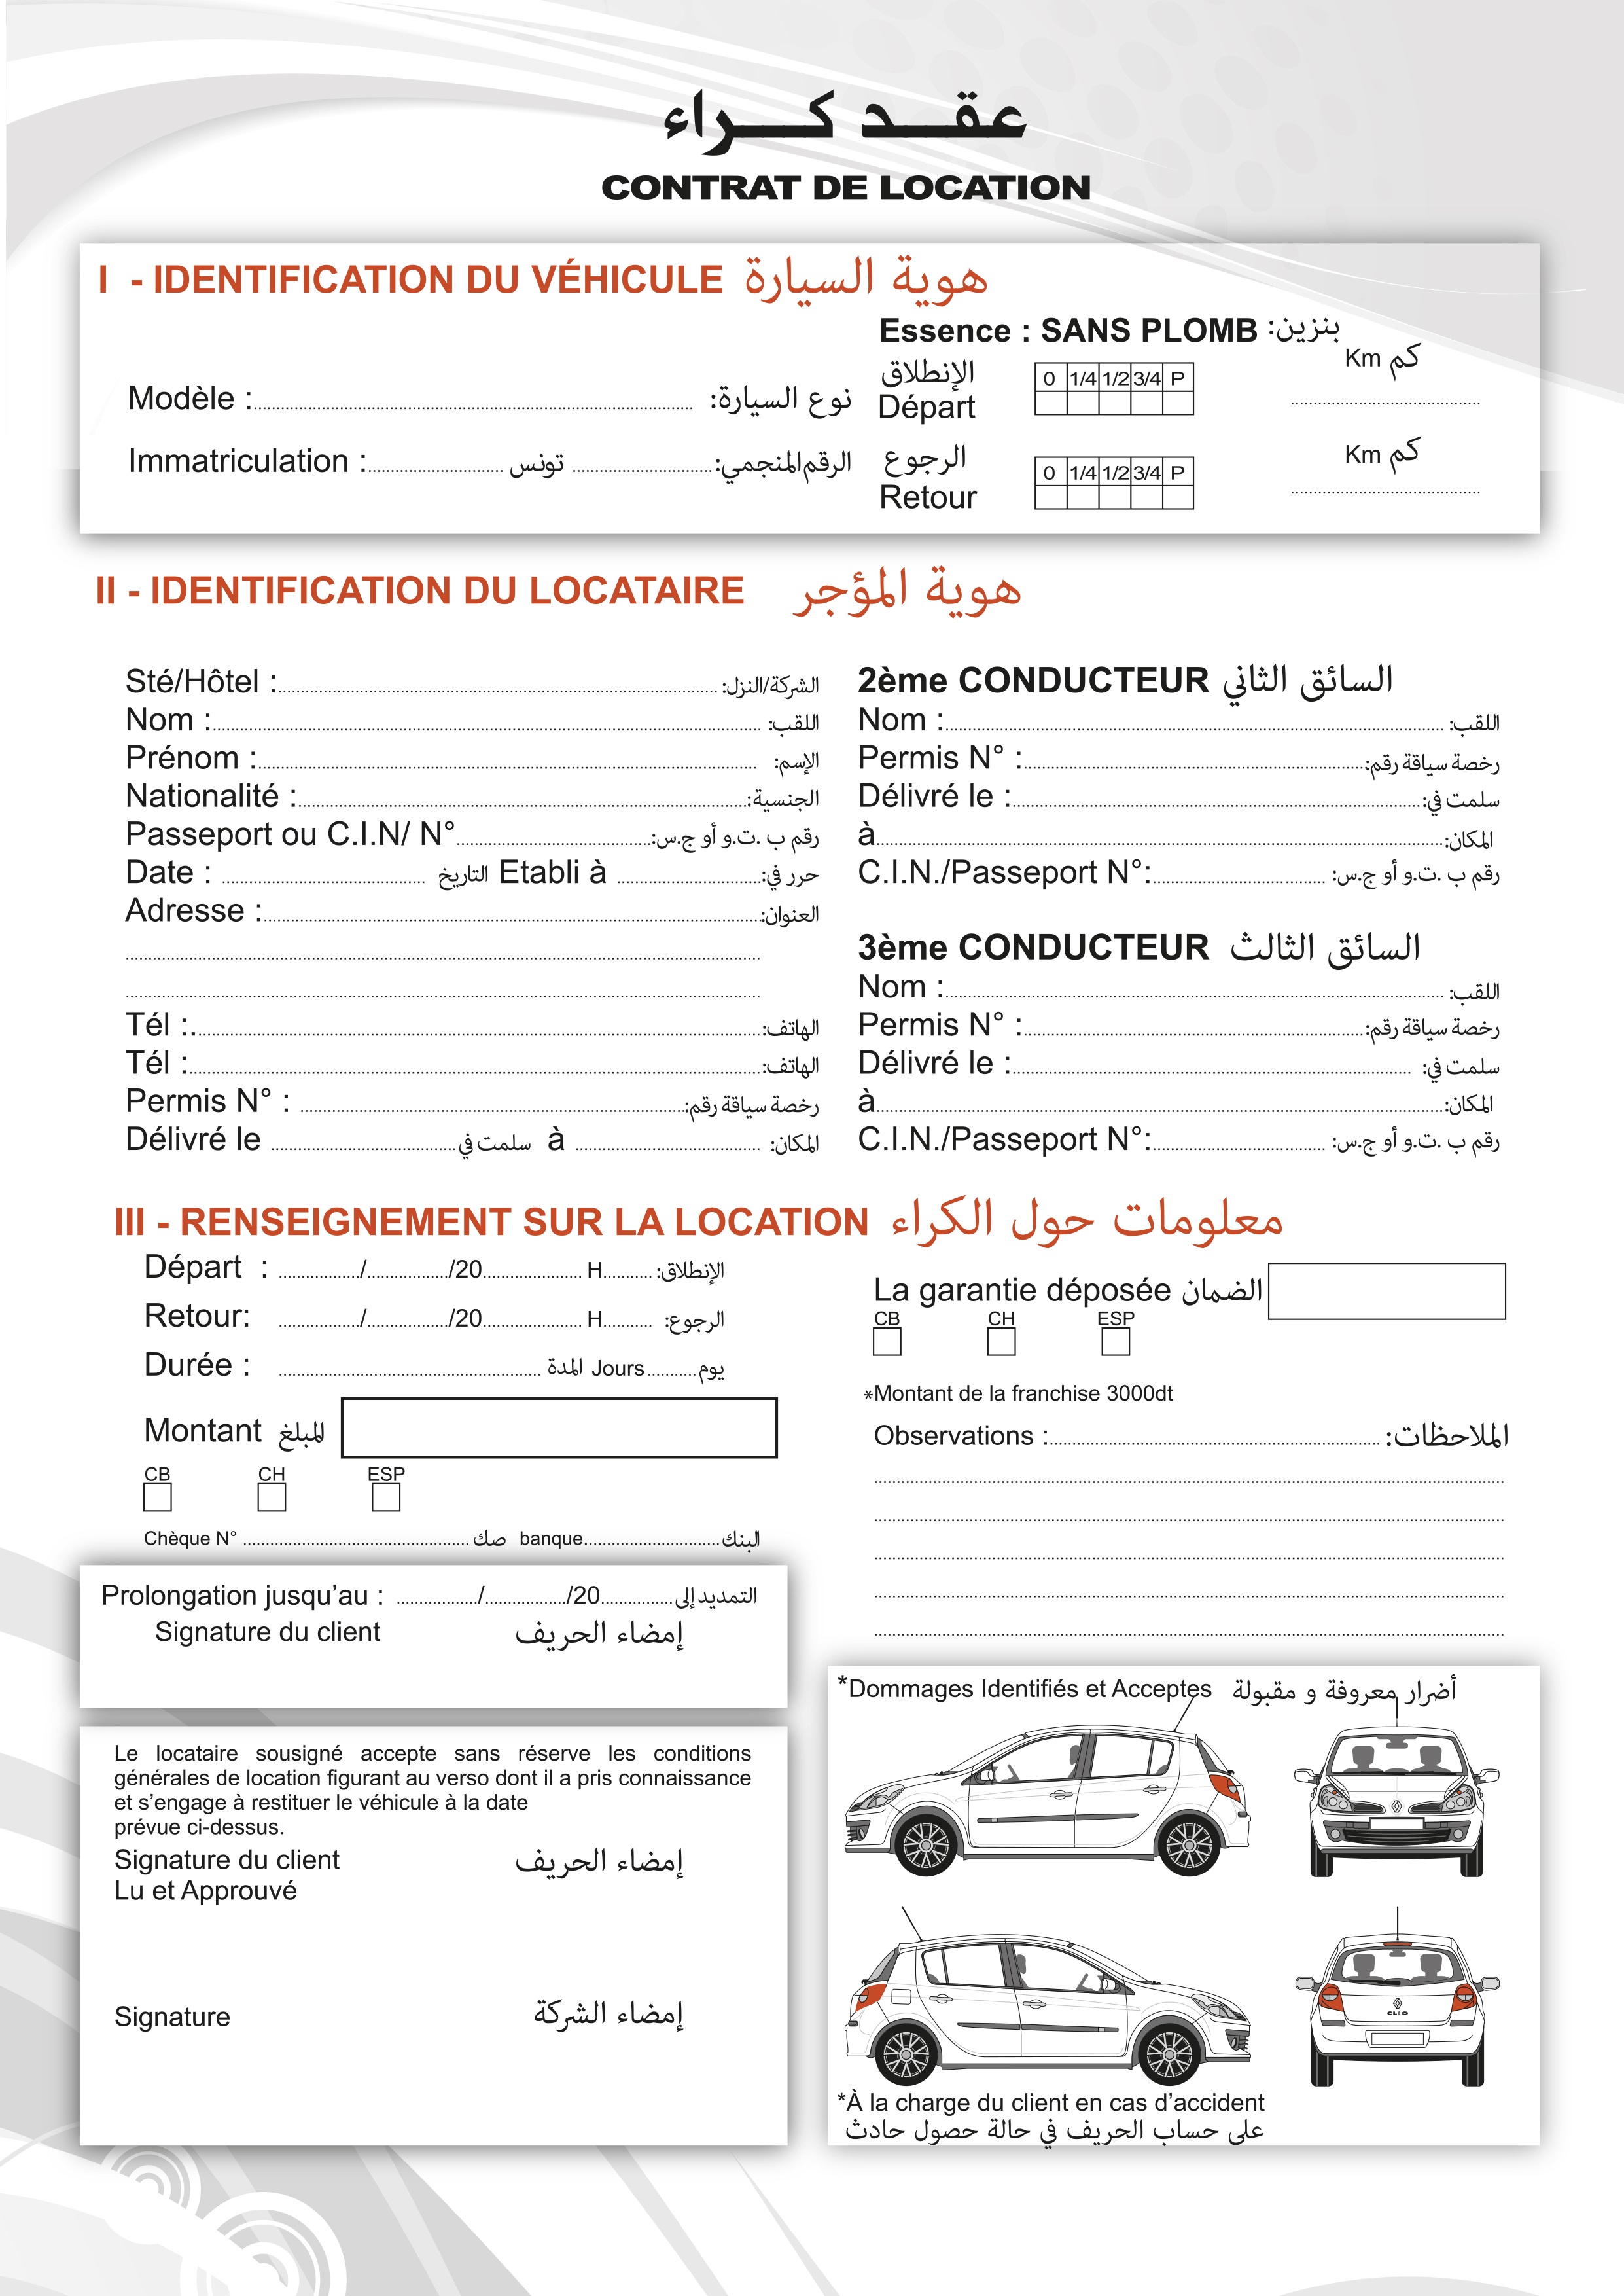 عقد كراء
CONTRAT DE LOCATION
I - IDENTIFICATION DU VÉHICULE هوية السيارة
Essence : SANS PLOMB بنزين:
Modèle :........ نوع السيارة:
Immatriculation :........ تونس ........ الرقم المنجمي:
الإنطلاق
Départ
0 1/4 1/2 3/4 P
Km كم
........
الرجوع
Retour
0 1/4 1/2 3/4 P
Km كم
........
II - IDENTIFICATION DU LOCATAIRE هوية المؤجر
Sté/Hôtel :........ الشركة/النزل:
Nom :........ اللقب:
Prénom :........ الإسم:
Nationalité :........ الجنسية:
Passeport ou C.I.N/ N°........ رقم ب .ت.و أو ج.س:
Date : ........ التاريخ Etabli à ........ حرر في:
Adresse :........ العنوان:
........
........
Tél :........ الهاتف:
Tél :........ الهاتف:
Permis N° : ........ رخصة سياقة رقم:
Délivré le ........ سلمت في à ........ المكان:
2ème CONDUCTEUR السائق الثاني
Nom :........ اللقب:
Permis N° :........ رخصة سياقة رقم:
Délivré le :........ سلمت في:
à........ المكان:
C.I.N./Passeport N°:........ رقم ب .ت.و أو ج.س:
3ème CONDUCTEUR السائق الثالث
Nom :........ اللقب:
Permis N° :........ رخصة سياقة رقم:
Délivré le :........ سلمت في:
à........ المكان:
C.I.N./Passeport N°:........ رقم ب .ت.و أو ج.س:
III - RENSEIGNEMENT SUR LA LOCATION معلومات حول الكراء
Départ : ......../......../20........ H........ الإنطلاق:
Retour: ......../......../20........ H........ الرجوع:
Durée : ........ المدة Jours........ يوم
Montant المبلغ
CB CH ESP
Chèque N° ........ صك banque........ البنك
La garantie déposée الضمان
CB CH ESP
*Montant de la franchise 3000dt
Observations :........ الملاحظات:
........
........
........
........
........
Prolongation jusqu'au : ......../......../20........ التمديد إلى
Signature du client إمضاء الحريف
Le locataire sousigné accepte sans réserve les conditions
générales de location figurant au verso dont il a pris connaissance
et s'engage à restituer le véhicule à la date
prévue ci-dessus.
Signature du client إمضاء الحريف
Lu et Approuvé
Signature إمضاء الشركة
*Dommages Identifiés et Acceptes أضرار معروفة و مقبولة
CLIO
*À la charge du client en cas d'accident
على حساب الحريف في حالة حصول حادث